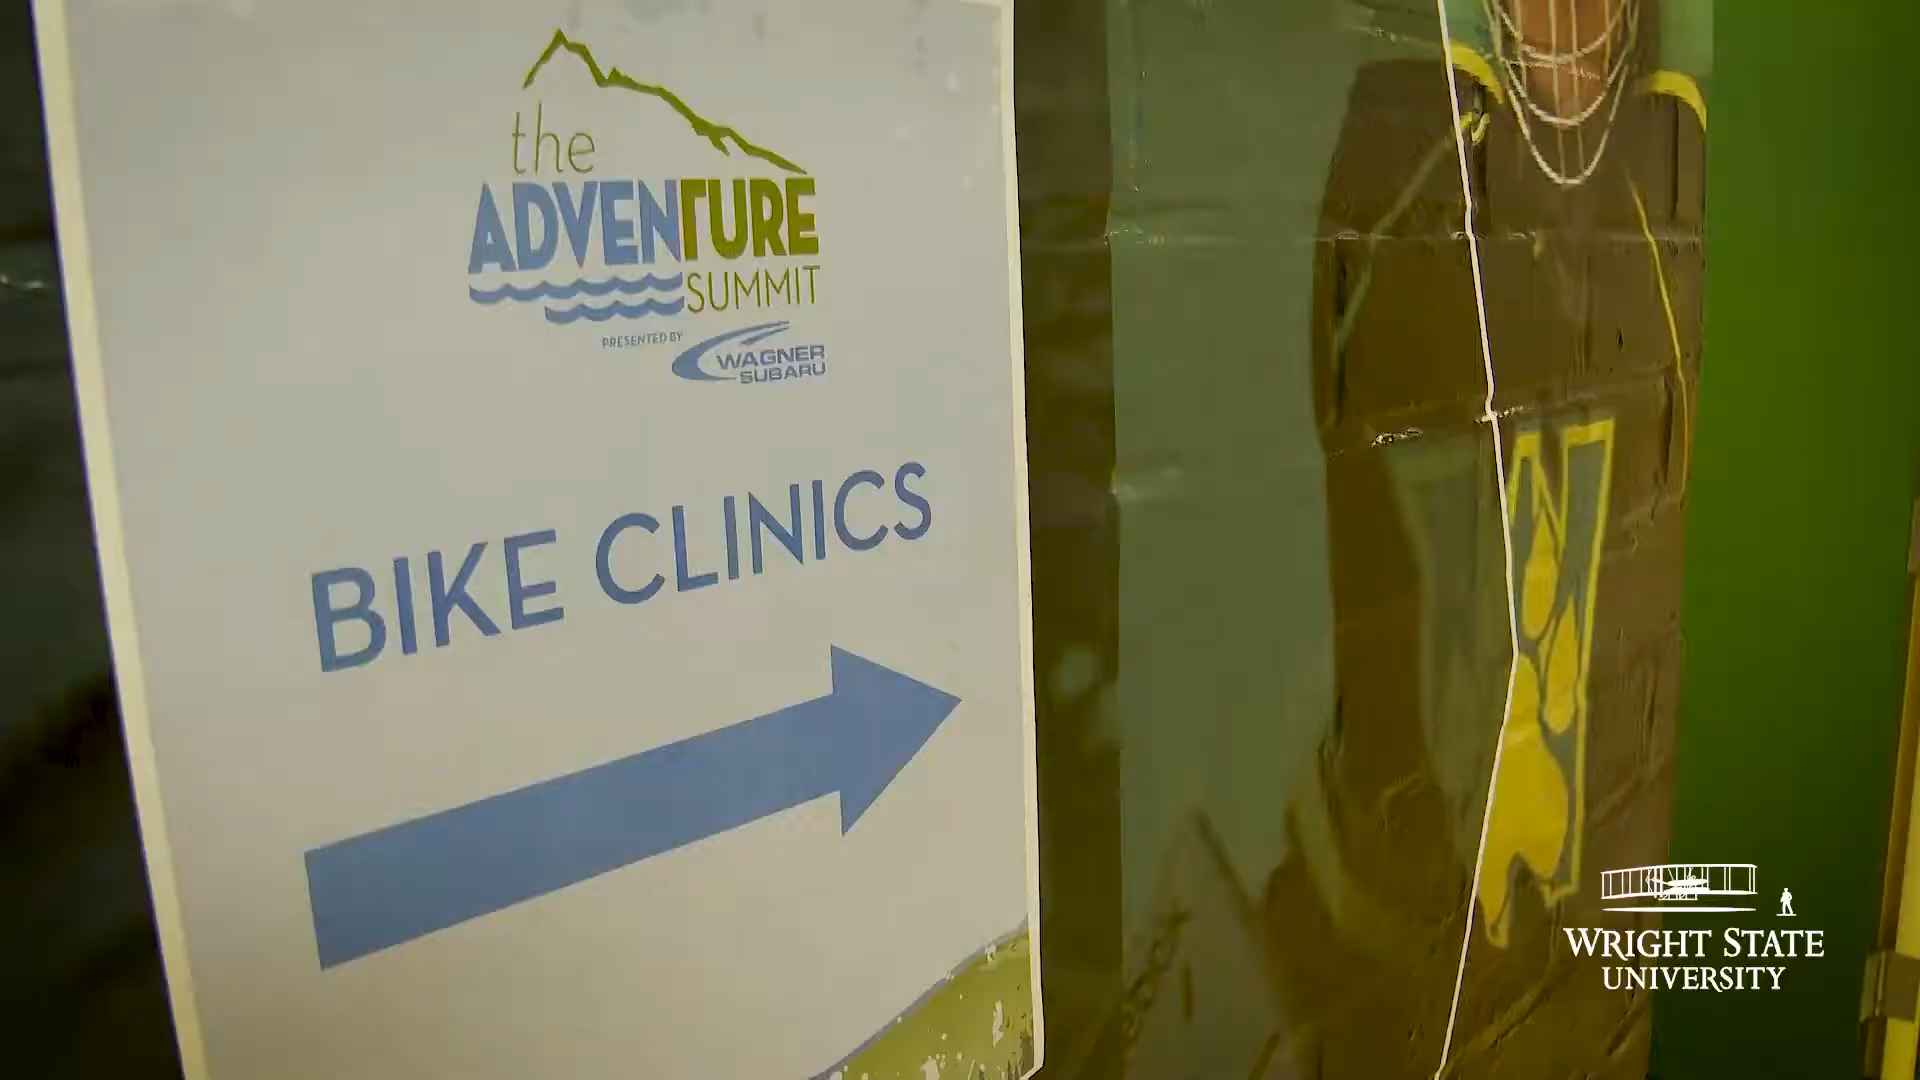 the
ADVENTURE
SUMMIT
PRESENTED BY
WAGNER
SUBARU
BIKE CLINICS
WRIGHT STATE
UNIVERSITY